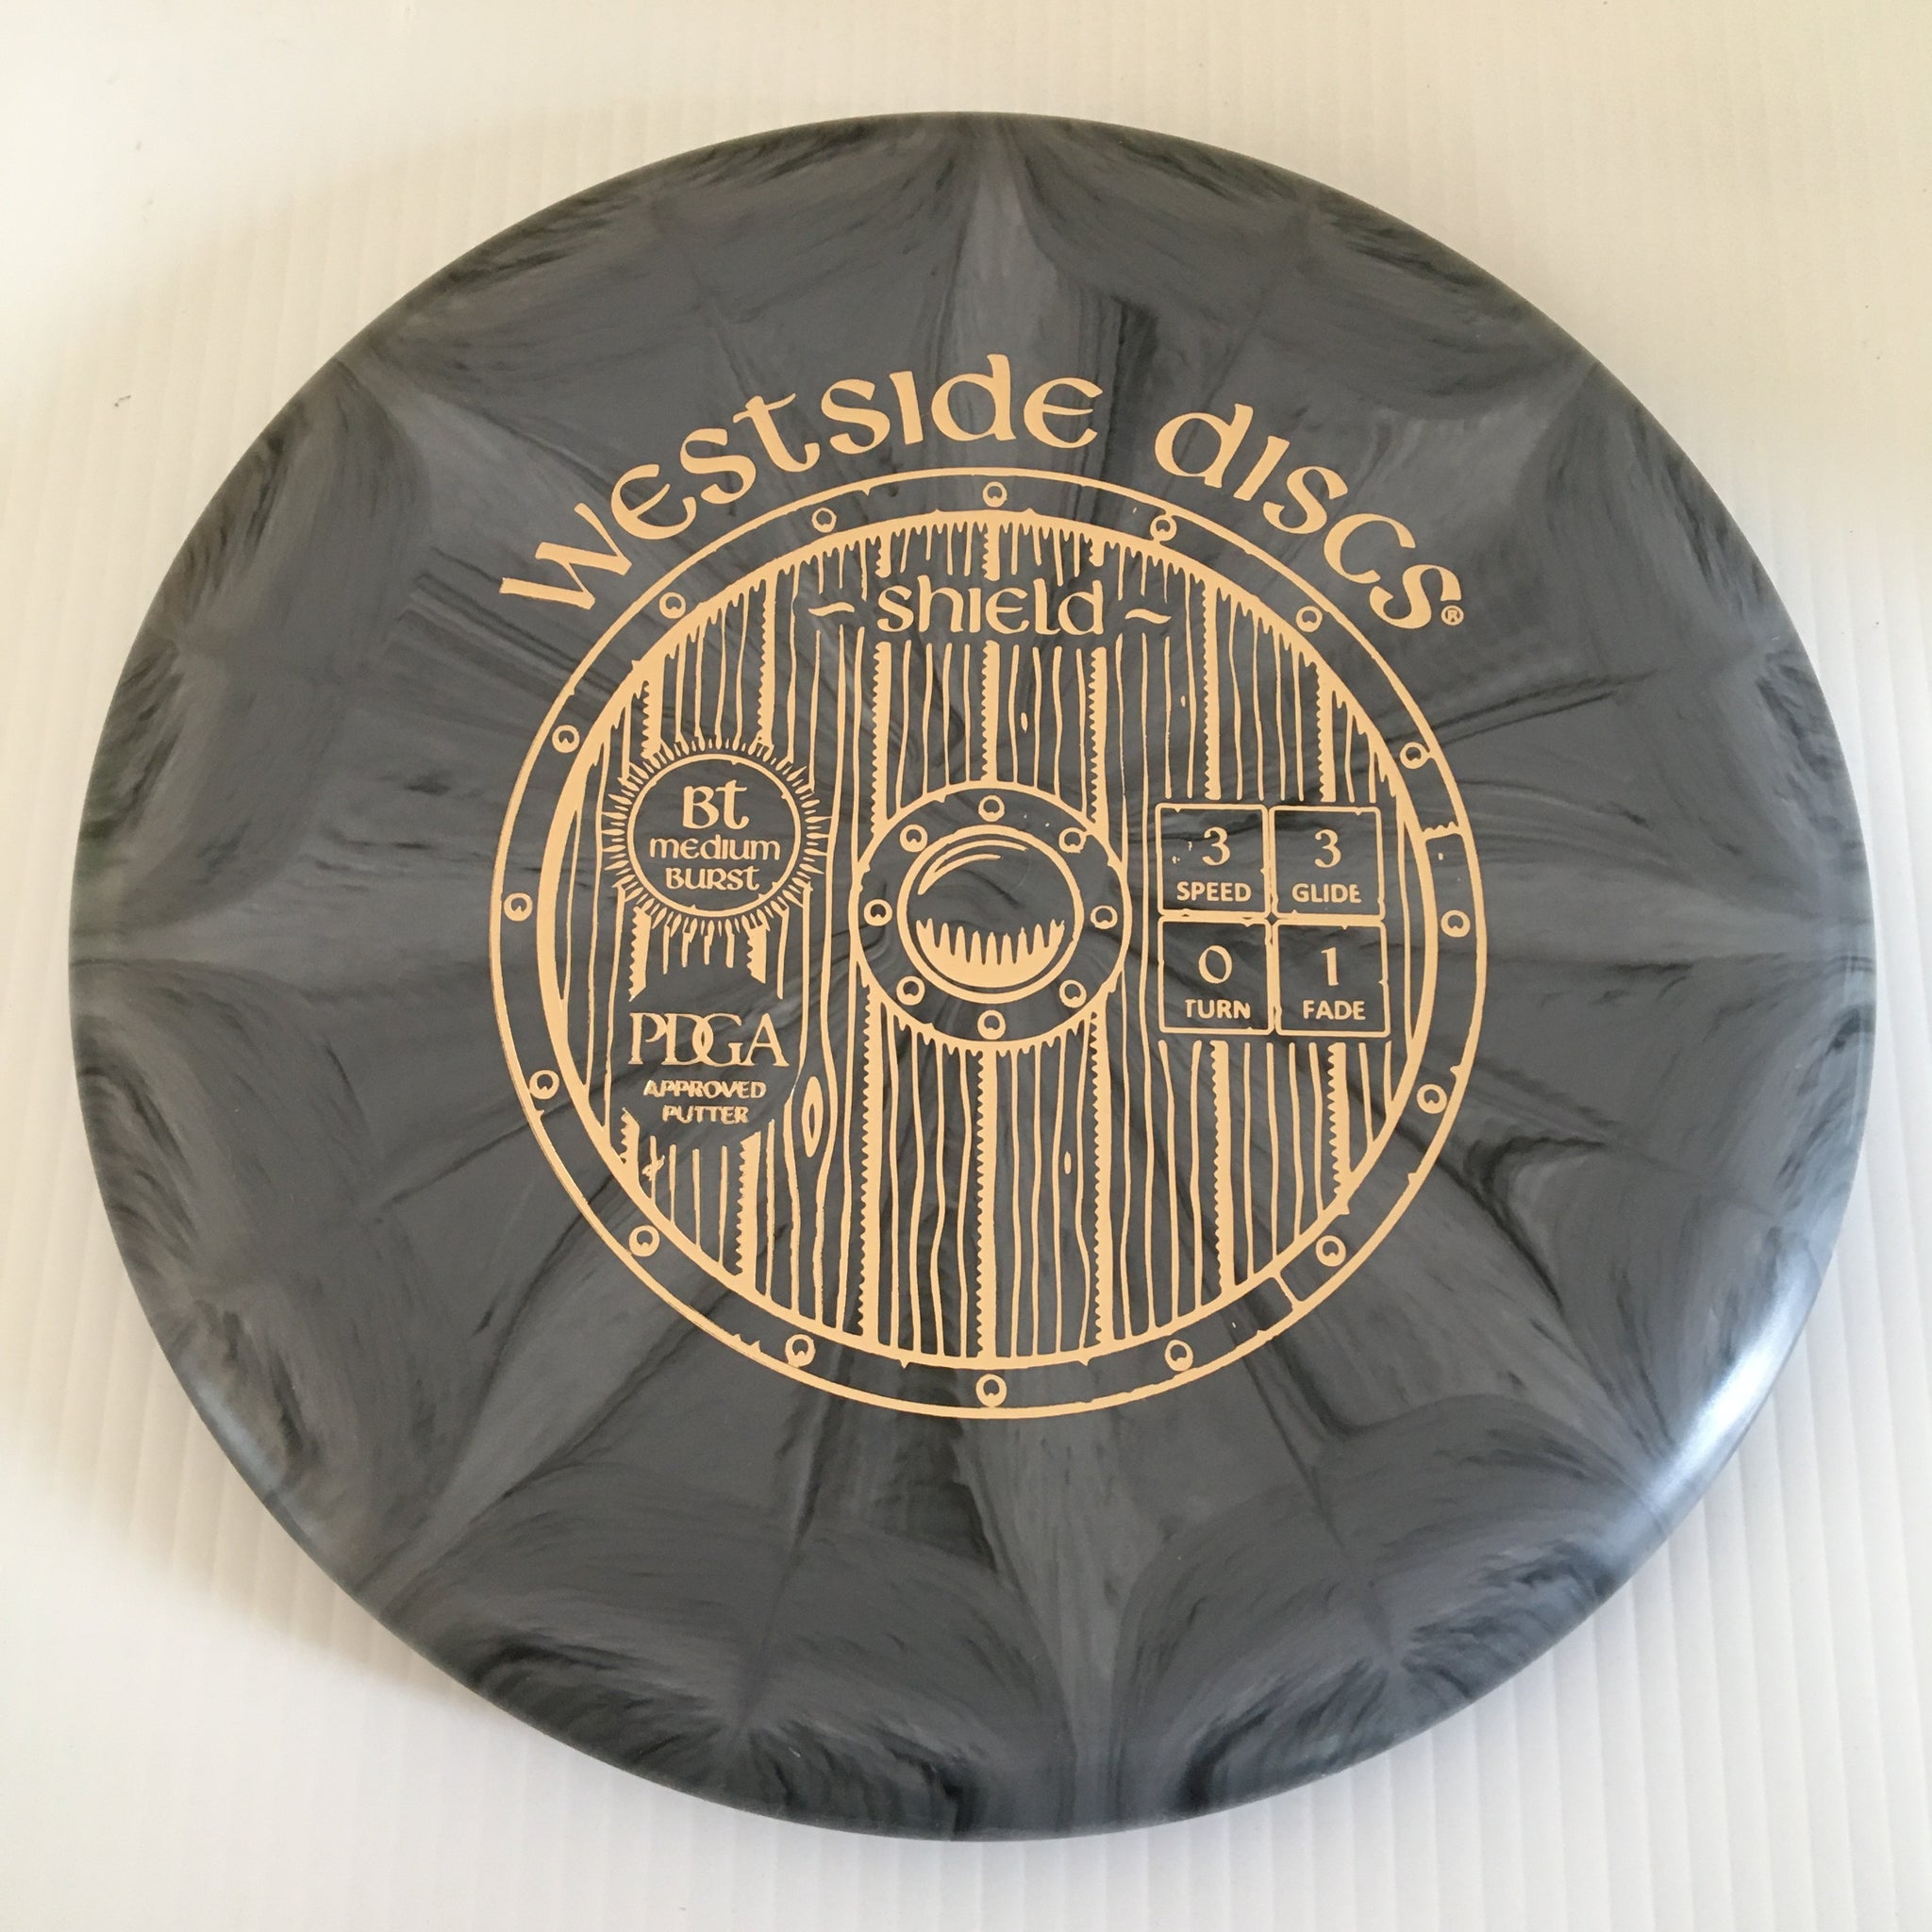 Westside Discs®
~ Shield ~
BT
Medium
Burst
3 3
SPEED GLIDE
0 1
TURN FADE
PDGA
APPROVED
PUTTER